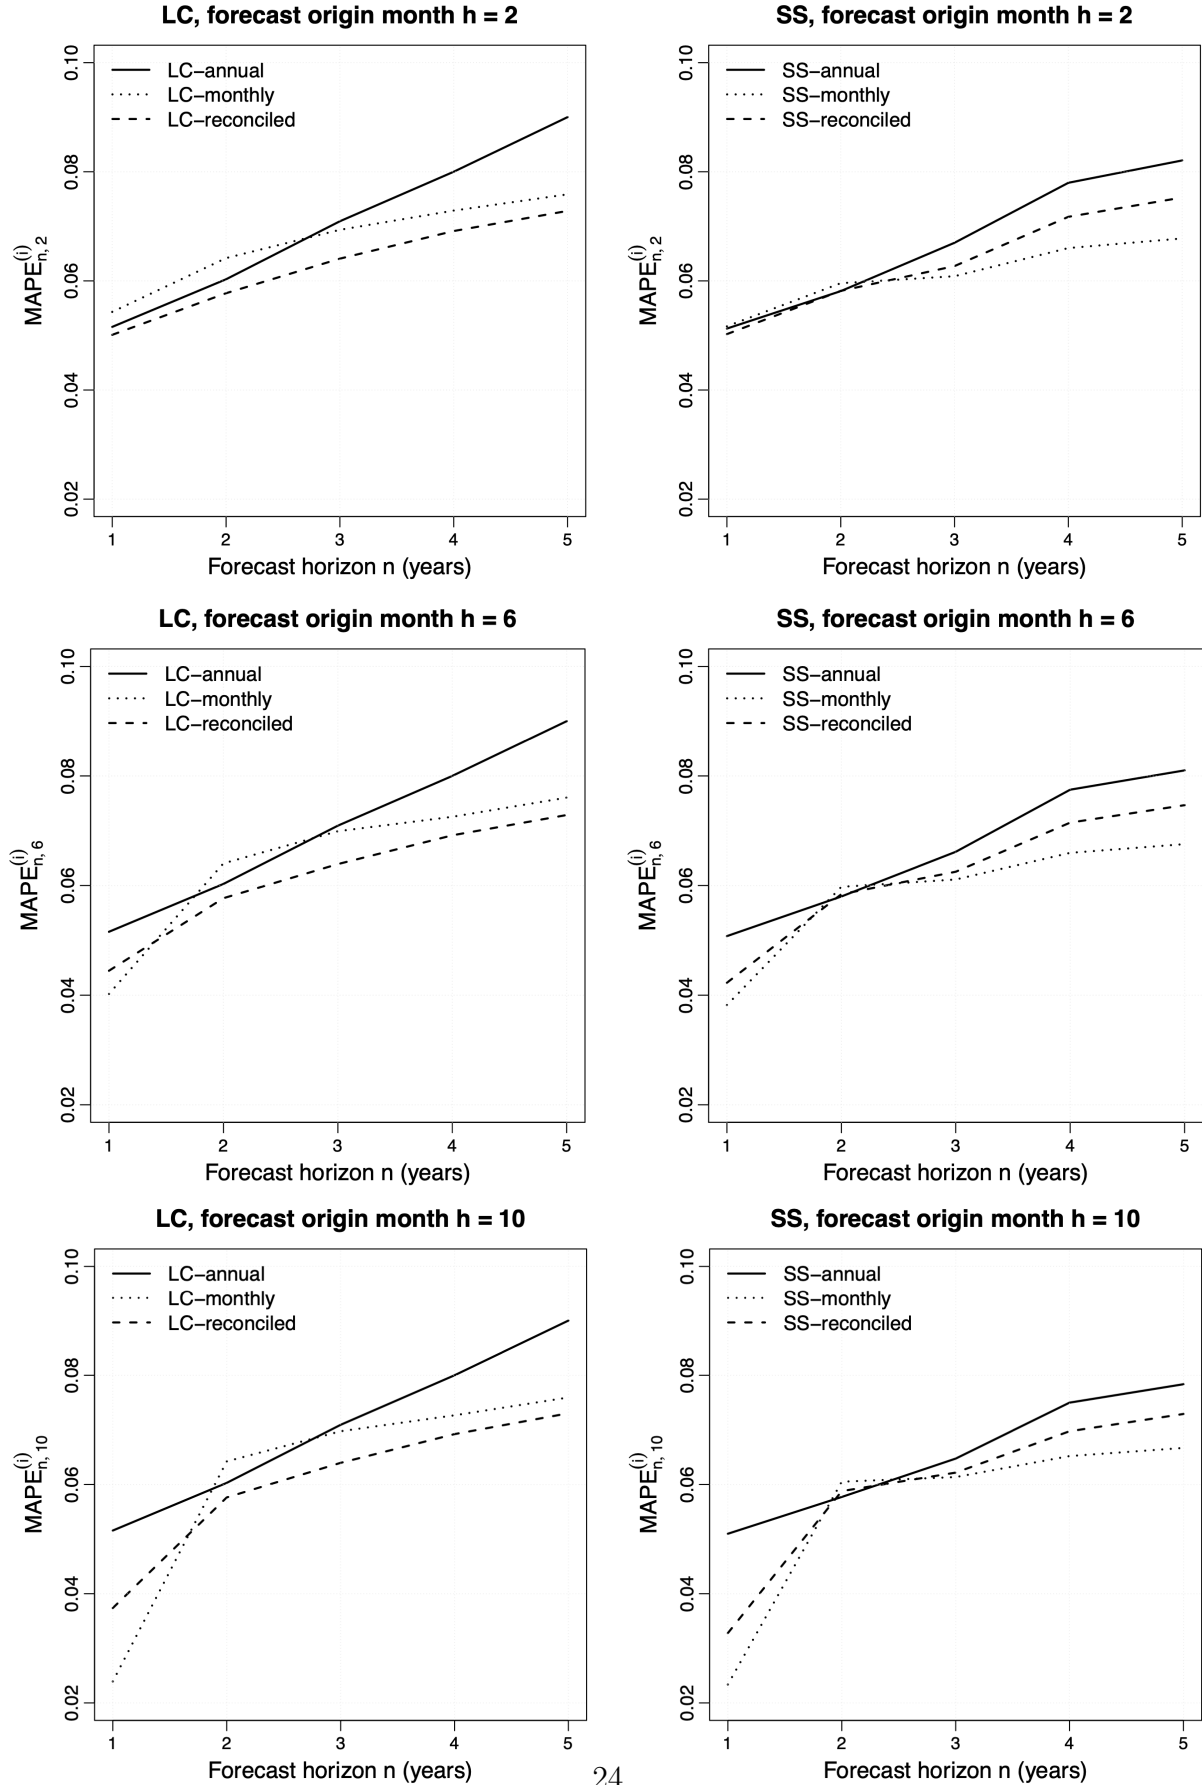 LC, forecast origin month h = 2
0.10
0.08
0.06
0.04
0.02
MAPE(i)n, 2
LC−annual
LC−monthly
LC−reconciled
1 2 3 4 5
Forecast horizon n (years)
SS, forecast origin month h = 2
0.10
0.08
0.06
0.04
0.02
MAPE(i)n, 2
SS−annual
SS−monthly
SS−reconciled
1 2 3 4 5
Forecast horizon n (years)
LC, forecast origin month h = 6
0.10
0.08
0.06
0.04
0.02
MAPE(i)n, 6
LC−annual
LC−monthly
LC−reconciled
1 2 3 4 5
Forecast horizon n (years)
SS, forecast origin month h = 6
0.10
0.08
0.06
0.04
0.02
MAPE(i)n, 6
SS−annual
SS−monthly
SS−reconciled
1 2 3 4 5
Forecast horizon n (years)
LC, forecast origin month h = 10
0.10
0.08
0.06
0.04
0.02
MAPE(i)n, 10
LC−annual
LC−monthly
LC−reconciled
1 2 3 4 5
Forecast horizon n (years)
SS, forecast origin month h = 10
0.10
0.08
0.06
0.04
0.02
MAPE(i)n, 10
SS−annual
SS−monthly
SS−reconciled
1 2 3 4 5
Forecast horizon n (years)
24